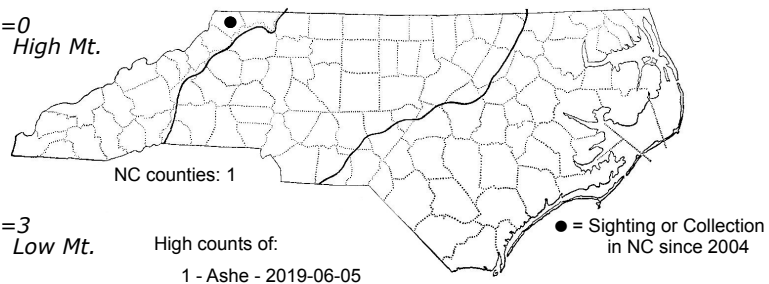 =0
High Mt.
NC counties: 1
=3
Low Mt.
High counts of:
1 - Ashe - 2019-06-05
● = Sighting or Collection
in NC since 2004